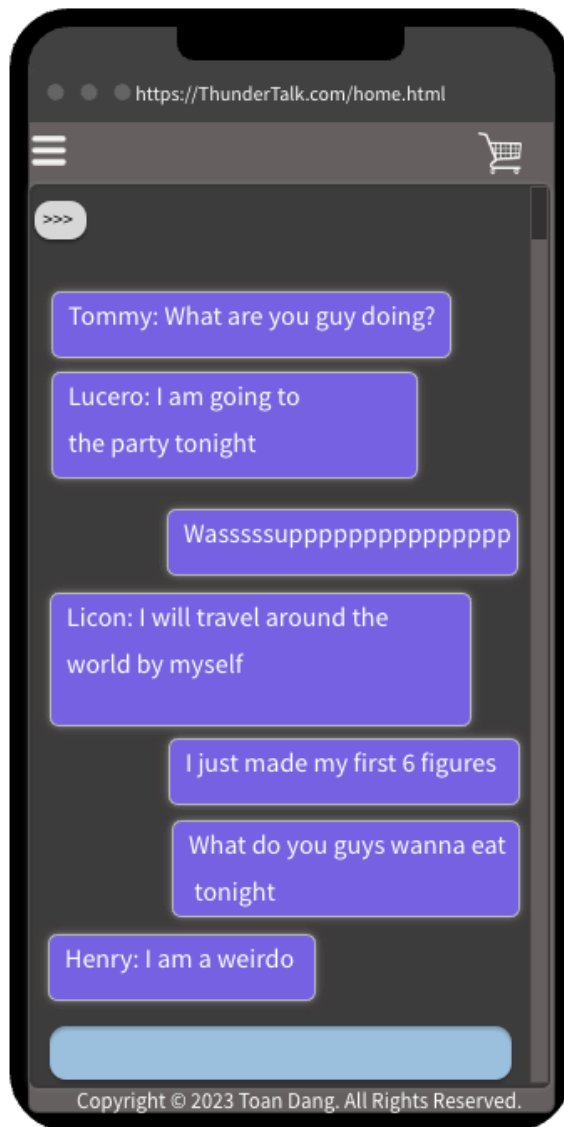 https://ThunderTalk.com/home.html
>>>
Tommy: What are you guy doing?
Lucero: I am going to
the party tonight
Wasssssuppppppppppppppp
Licon: I will travel around the
world by myself
I just made my first 6 figures
What do you guys wanna eat
tonight
Henry: I am a weirdo
Copyright © 2023 Toan Dang. All Rights Reserved.